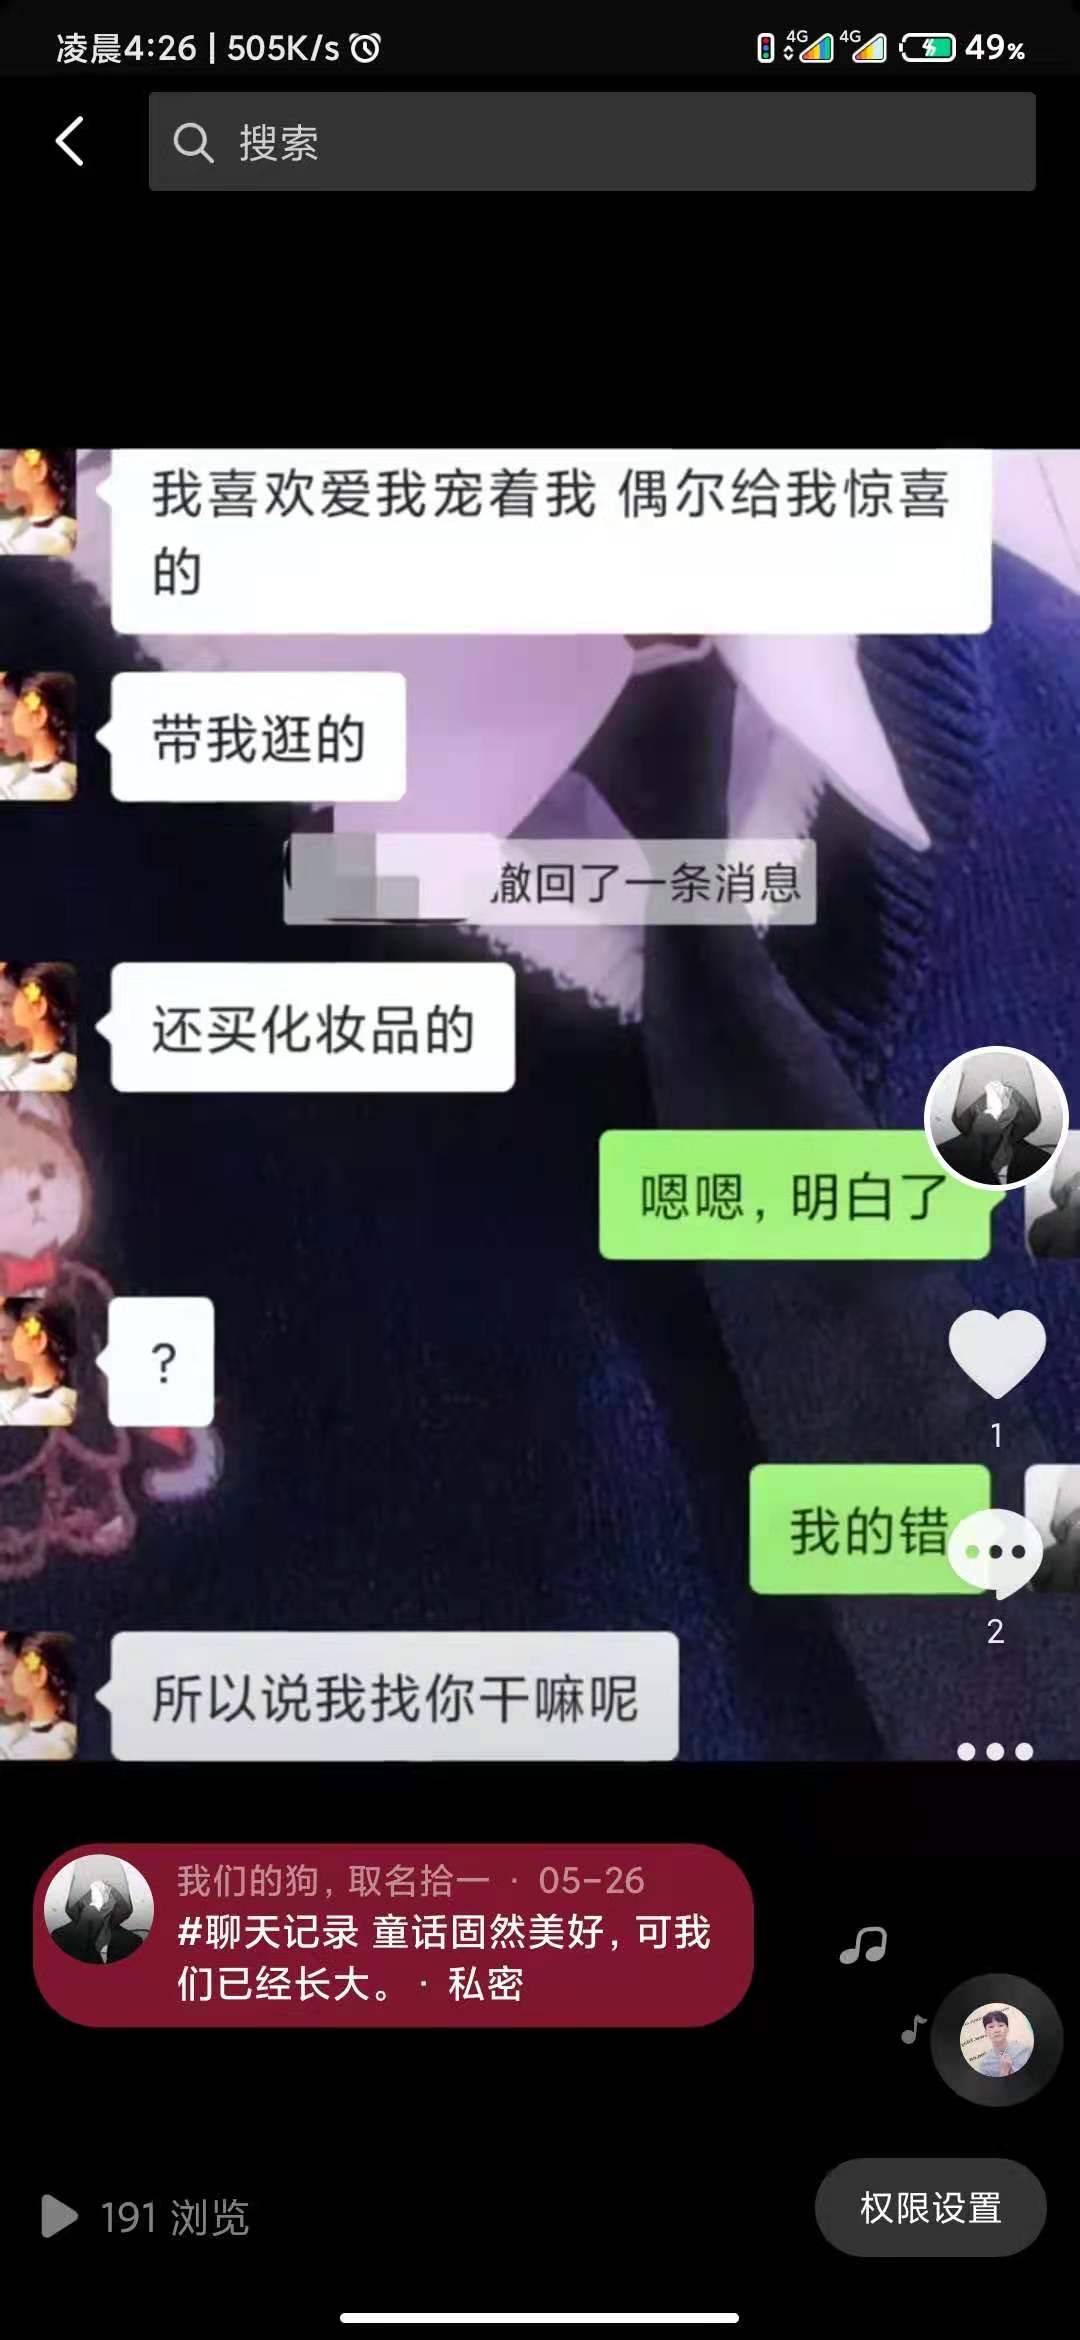 凌晨4:26 | 505K/s
4G 4G 49%
搜索
我喜欢爱我宠着我 偶尔给我惊喜
的
带我逛的
撤回了一条消息
还买化妆品的
嗯嗯，明白了
?
1
我的错
2
所以说我找你干嘛呢
我们的狗，取名拾一 · 05-26
#聊天记录 童话固然美好，可我
们已经长大。 · 私密
191 浏览
权限设置